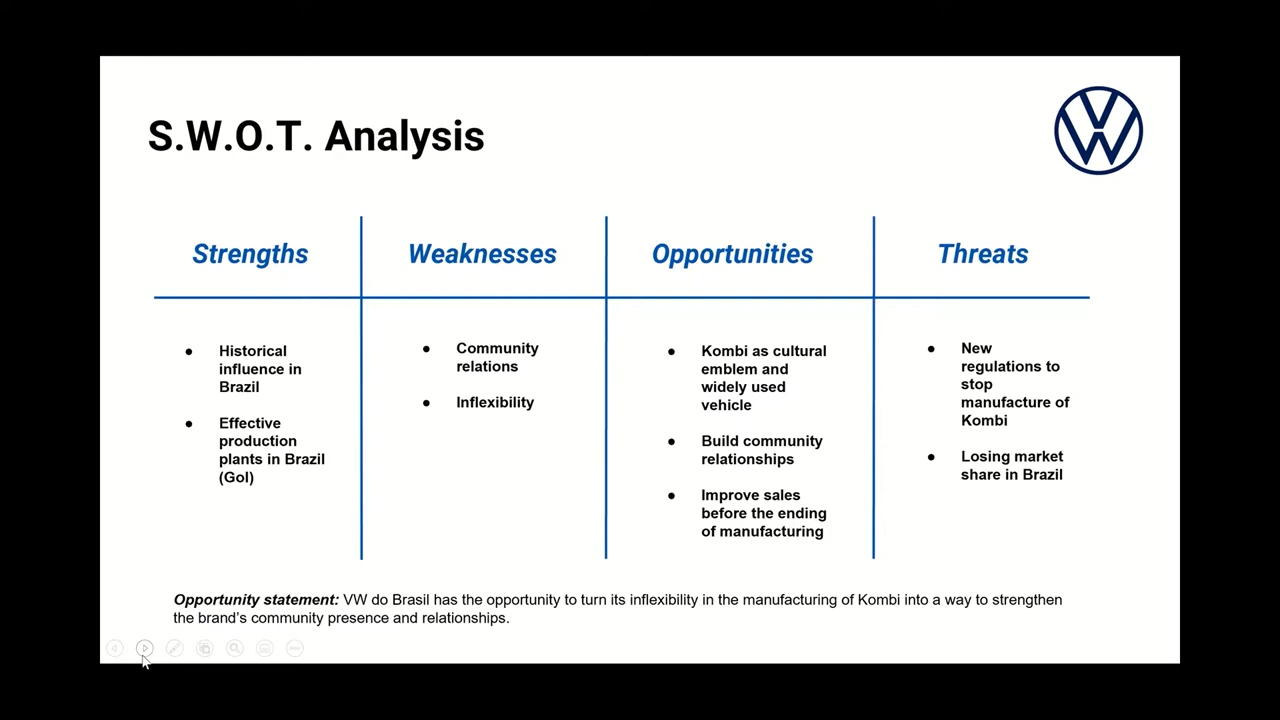 S.W.O.T. Analysis
Strengths
Weaknesses
Opportunities
Threats
Historical
influence in
Brazil
Effective
production
plants in Brazil
(Gol)
Community
relations
Inflexibility
Kombi as cultural
emblem and
widely used
vehicle
Build community
relationships
Improve sales
before the ending
of manufacturing
New
regulations to
stop
manufacture of
Kombi
Losing market
share in Brazil
Opportunity statement: VW do Brasil has the opportunity to turn its inflexibility in the manufacturing of Kombi into a way to strengthen
the brand's community presence and relationships.